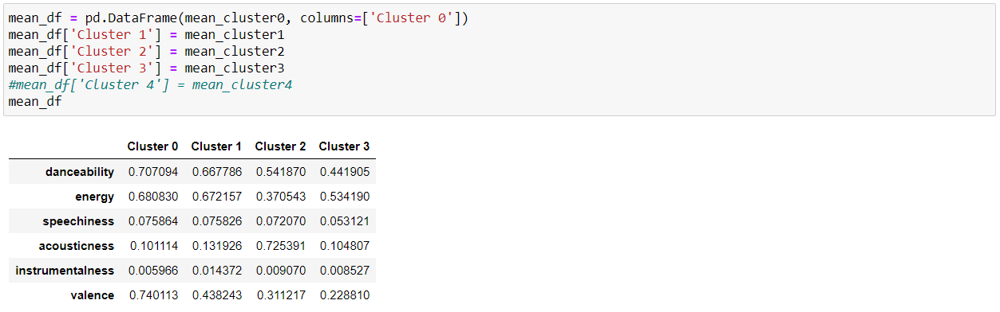 mean_df = pd.DataFrame(mean_cluster0, columns=['Cluster 0'])
mean_df['Cluster 1'] = mean_cluster1
mean_df['Cluster 2'] = mean_cluster2
mean_df['Cluster 3'] = mean_cluster3
#mean_df['Cluster 4'] = mean_cluster4
mean_df
Cluster 0 Cluster 1 Cluster 2 Cluster 3
danceability 0.707094 0.667786 0.541870 0.441905
energy 0.680830 0.672157 0.370543 0.534190
speechiness 0.075864 0.075826 0.072070 0.053121
acousticness 0.101114 0.131926 0.725391 0.104807
instrumentalness 0.005966 0.014372 0.009070 0.008527
valence 0.740113 0.438243 0.311217 0.228810